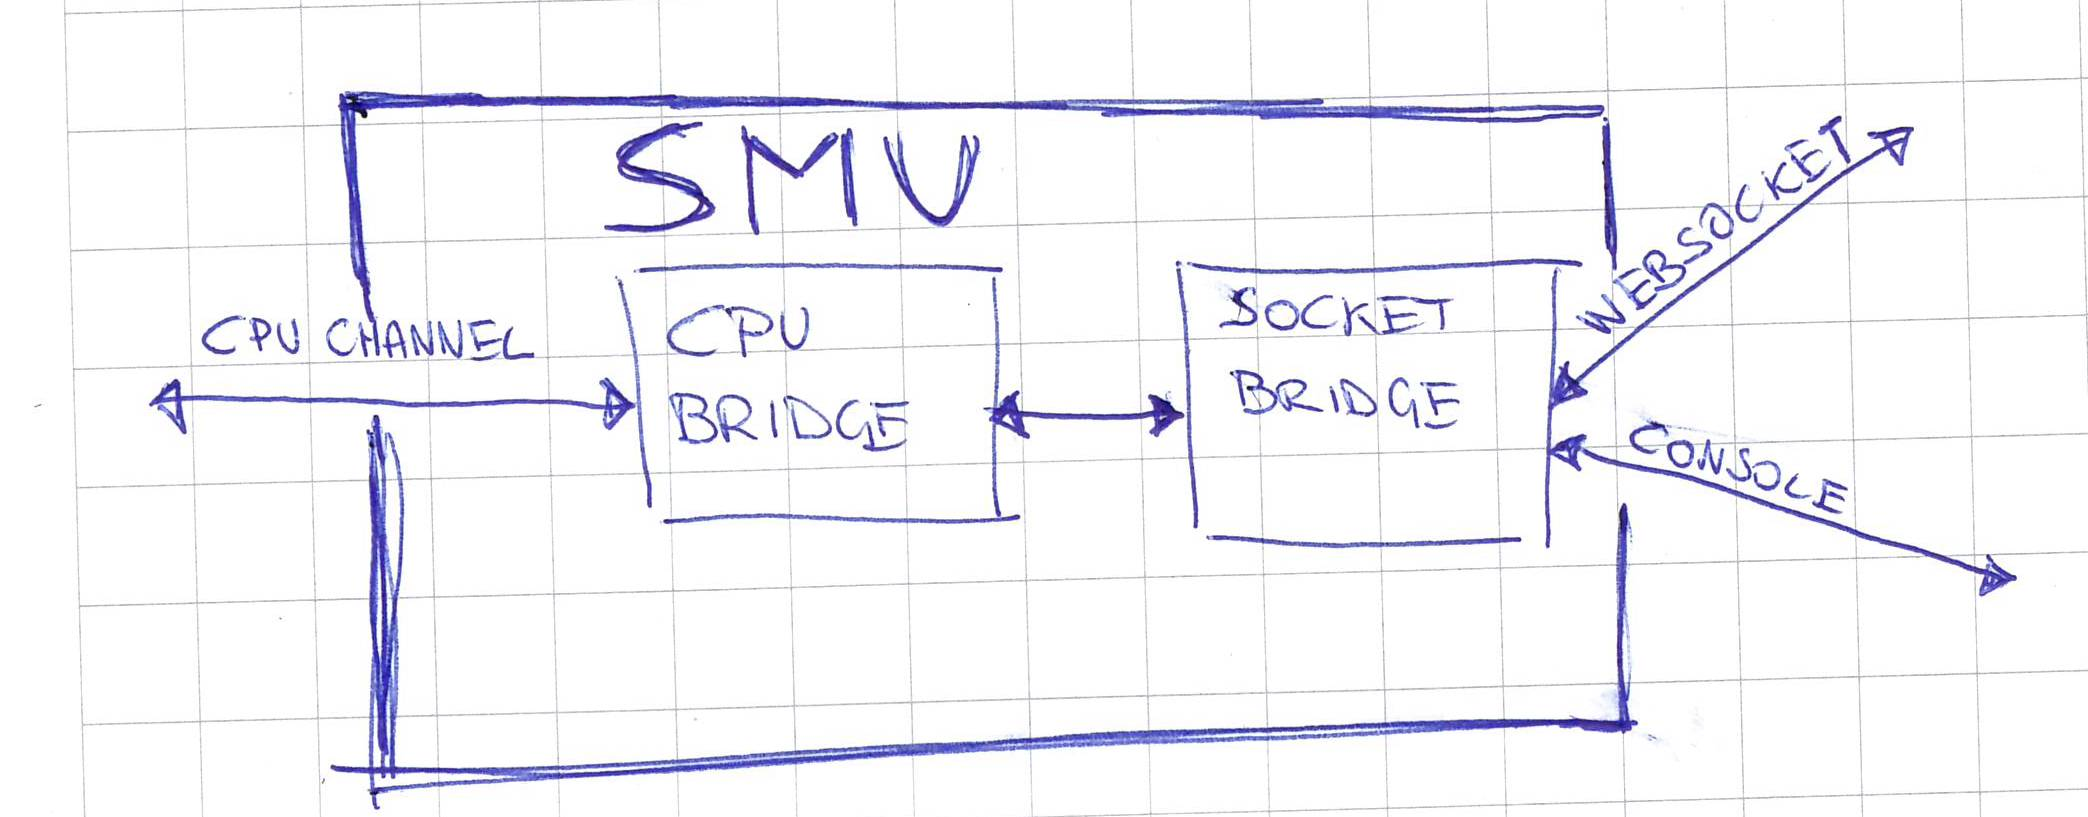 SMU
CPU CHANNEL
CPU
BRIDGE
SOCKET
BRIDGE
WEBSOCKET
CONSOLE